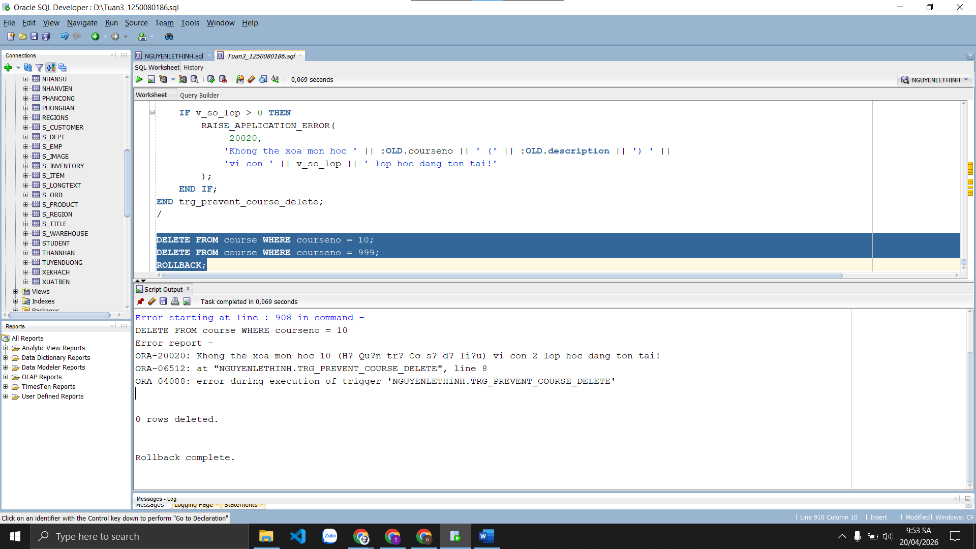 Oracle SQL Developer : D:\Tuan3_1250080186.sql
File Edit View Navigate Run Source Team Tools Window Help
Connections
NHANSU
NHANVIEN
PHANCONG
PHONGBAN
REGIONS
S_CUSTOMER
S_DEPT
S_EMP
S_IMAGE
S_INVENTORY
S_ITEM
S_LONGTEXT
S_ORD
S_PRODUCT
S_REGION
S_TITLE
S_WAREHOUSE
STUDENT
THANNHAN
TUYENDUONG
XEKHACH
XUATBEN
Views
Indexes
Packages
Reports
All Reports
Analytic View Reports
Data Dictionary Reports
Data Modeler Reports
OLAP Reports
TimesTen Reports
User Defined Reports
NGUYENLETHINH.sql
Tuan3_1250080186.sql
SQL Worksheet History
0,069 seconds
NGUYENLETHINH
Worksheet Query Builder
IF v_so_lop > 0 THEN
RAISE_APPLICATION_ERROR(
-20020,
'Khong the xoa mon hoc ' || :OLD.courseno || ' (' || :OLD.description || ') ' ||
'vi con ' || v_so_lop || ' lop hoc dang ton tai!'
);
END IF;
END trg_prevent_course_delete;
/
DELETE FROM course WHERE courseno = 10;
DELETE FROM course WHERE courseno = 999;
ROLLBACK;
Script Output ×
Task completed in 0,069 seconds
Error starting at line : 908 in command -
DELETE FROM course WHERE courseno = 10
Error report -
ORA-20020: Khong the xoa mon hoc 10 (H? Qu?n tr? Co s? d? li?u) vi con 2 lop hoc dang ton tai!
ORA-06512: at "NGUYENLETHINH.TRG_PREVENT_COURSE_DELETE", line 8
ORA-04088: error during execution of trigger 'NGUYENLETHINH.TRG_PREVENT_COURSE_DELETE'
0 rows deleted.
Rollback complete.
Messages - Log
Messages Logging Page Statements
Click on an identifier with the Control key down to perform "Go to Declaration"
Line 910 Column 10 Insert Modified Windows: CF
Type here to search
9:53 SA
20/04/2026